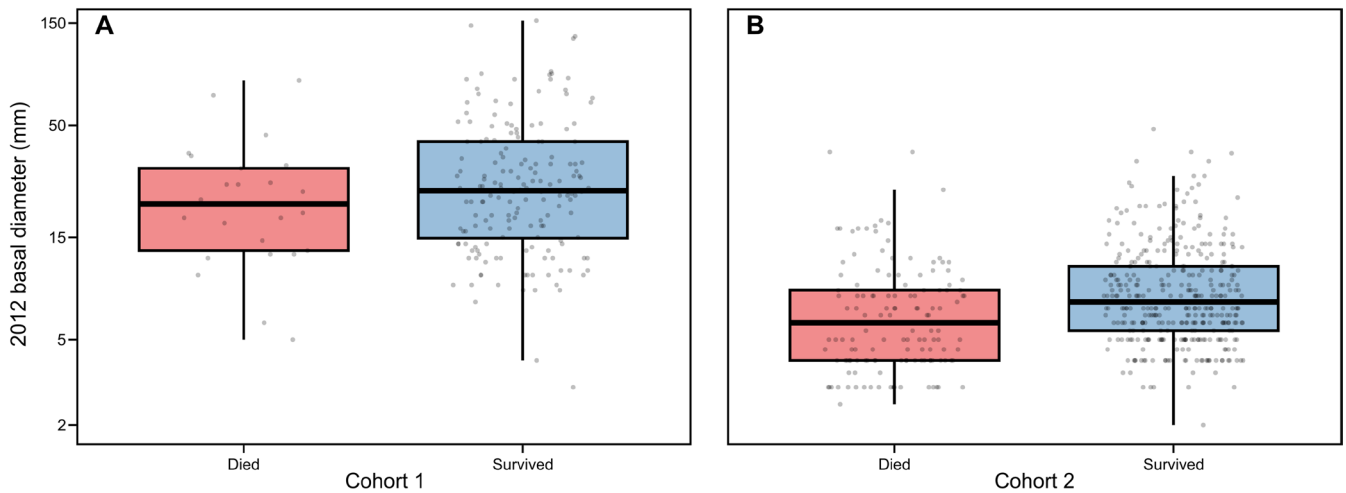 A
B
2012 basal diameter (mm)
150
50
15
5
2
Died
Survived
Cohort 1
Died
Survived
Cohort 2